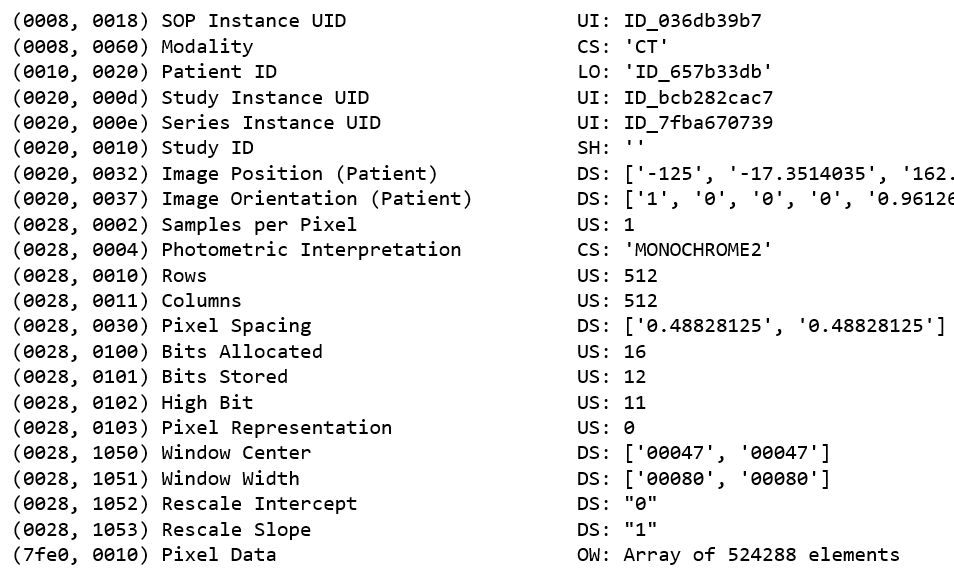 (0008, 0018) SOP Instance UID UI: ID_036db39b7
(0008, 0060) Modality CS: 'CT'
(0010, 0020) Patient ID LO: 'ID_657b33db'
(0020, 000d) Study Instance UID UI: ID_bcb282cac7
(0020, 000e) Series Instance UID UI: ID_7fba670739
(0020, 0010) Study ID SH: ''
(0020, 0032) Image Position (Patient) DS: ['-125', '-17.3514035', '162.
(0020, 0037) Image Orientation (Patient) DS: ['1', '0', '0', '0', '0.96126
(0028, 0002) Samples per Pixel US: 1
(0028, 0004) Photometric Interpretation CS: 'MONOCHROME2'
(0028, 0010) Rows US: 512
(0028, 0011) Columns US: 512
(0028, 0030) Pixel Spacing DS: ['0.48828125', '0.48828125']
(0028, 0100) Bits Allocated US: 16
(0028, 0101) Bits Stored US: 12
(0028, 0102) High Bit US: 11
(0028, 0103) Pixel Representation US: 0
(0028, 1050) Window Center DS: ['00047', '00047']
(0028, 1051) Window Width DS: ['00080', '00080']
(0028, 1052) Rescale Intercept DS: "0"
(0028, 1053) Rescale Slope DS: "1"
(7fe0, 0010) Pixel Data OW: Array of 524288 elements